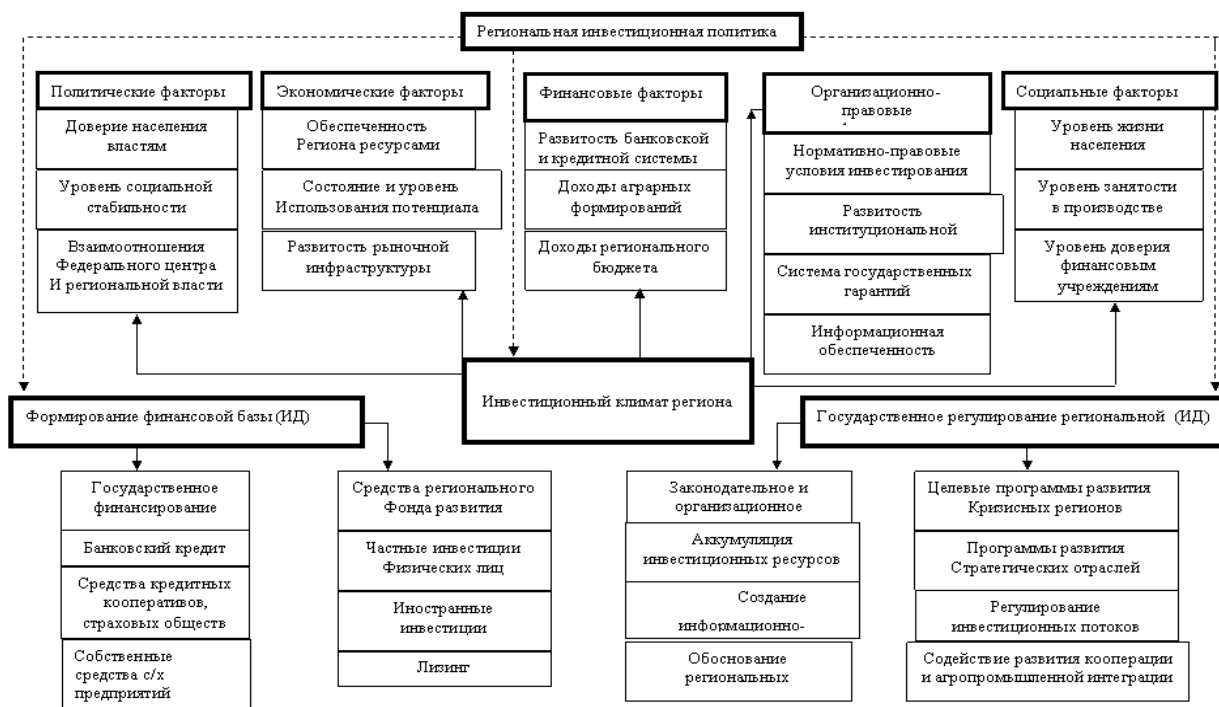 Региональная инвестиционная политика
Политические факторы
Доверие населения
властям
Уровень социальной
стабильности
Взаимоотношения
Федерального центра
И региональной власти
Экономические факторы
Обеспеченность
Региона ресурсами
Состояние и уровень
Использования потенциала
Развитость рыночной
инфраструктуры
Финансовые факторы
Развитость банковской
и кредитной системы
Доходы аграрных
формирований
Доходы регионального
бюджета
Организационно-
правовые
Нормативно-правовые
условия инвестирования
Развитость
институциональной
Система государственных
гарантий
Информационная
обеспеченность
Социальные факторы
Уровень жизни
населения
Уровень занятости
в производстве
Уровень доверия
финансовым
учреждениям
Инвестиционный климат региона
Формирование финансовой базы (ИД)
Государственное
финансирование
Банковский кредит
Средства кредитных
кооперативов,
страховых обществ
Собственные
средства с/х
предприятий
Средства регионального
Фонда развития
Частные инвестиции
Физических лиц
Иностранные
инвестиции
Лизинг
Государственное регулирование региональной (ИД)
Законодательное и
организационное
Аккумуляция
инвестиционных ресурсов
Создание
информационно-
Обоснование
региональных
Целевые программы развития
Кризисных регионов
Программы развития
Стратегических отраслей
Регулирование
инвестиционных потоков
Содействие развития кооперации
и агропромышленной интеграции